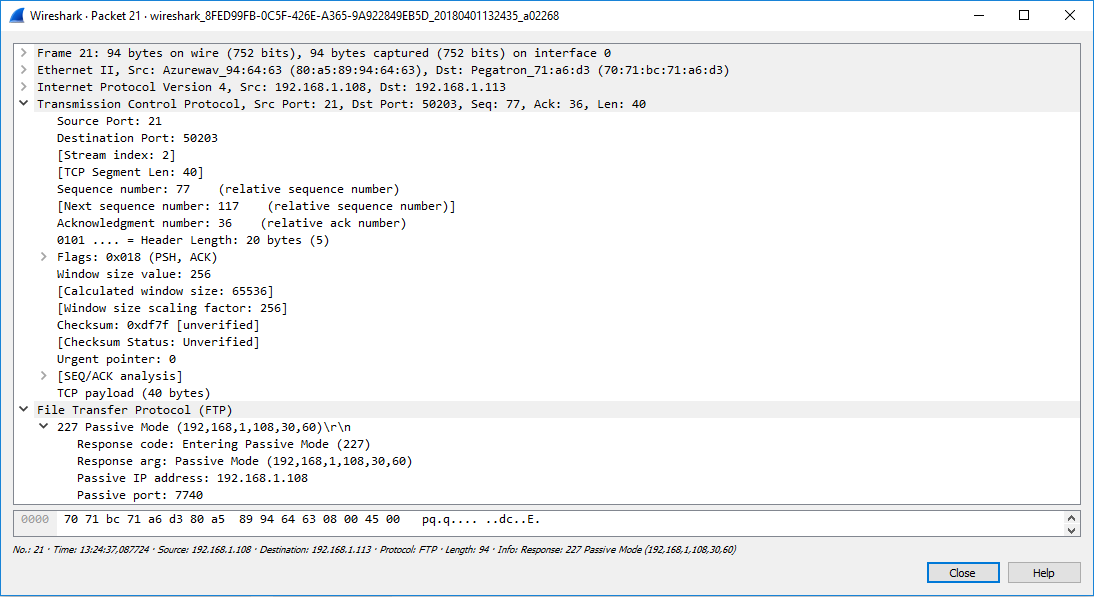 Wireshark · Packet 21 · wireshark_8FED99FB-0C5F-426E-A365-9A922849EB5D_20180401132435_a02268
Frame 21: 94 bytes on wire (752 bits), 94 bytes captured (752 bits) on interface 0
Ethernet II, Src: Azurewav_94:64:63 (80:a5:89:94:64:63), Dst: Pegatron_71:a6:d3 (70:71:bc:71:a6:d3)
Internet Protocol Version 4, Src: 192.168.1.108, Dst: 192.168.1.113
Transmission Control Protocol, Src Port: 21, Dst Port: 50203, Seq: 77, Ack: 36, Len: 40
Source Port: 21
Destination Port: 50203
[Stream index: 2]
[TCP Segment Len: 40]
Sequence number: 77    (relative sequence number)
[Next sequence number: 117    (relative sequence number)]
Acknowledgment number: 36    (relative ack number)
0101 .... = Header Length: 20 bytes (5)
Flags: 0x018 (PSH, ACK)
Window size value: 256
[Calculated window size: 65536]
[Window size scaling factor: 256]
Checksum: 0xdf7f [unverified]
[Checksum Status: Unverified]
Urgent pointer: 0
[SEQ/ACK analysis]
TCP payload (40 bytes)
File Transfer Protocol (FTP)
227 Passive Mode (192,168,1,108,30,60)\r\n
Response code: Entering Passive Mode (227)
Response arg: Passive Mode (192,168,1,108,30,60)
Passive IP address: 192.168.1.108
Passive port: 7740
0000  70 71 bc 71 a6 d3 80 a5  89 94 64 63 08 00 45 00   pq.q.... ..dc..E.
No.: 21 · Time: 13:24:37,087724 · Source: 192.168.1.108 · Destination: 192.168.1.113 · Protocol: FTP · Length: 94 · Info: Response: 227 Passive Mode (192,168,1,108,30,60)
Close Help